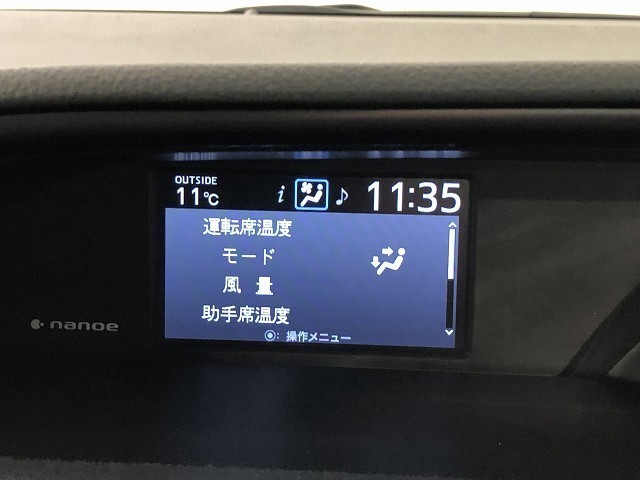 OUTSIDE
11℃ i ♪ 11:35
運転席温度
モード
風 量
助手席温度
: 操作メニュー
nanoe